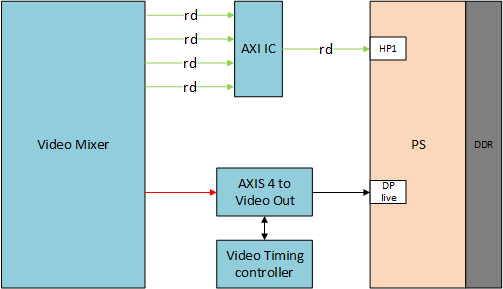 rd
rd
rd
rd
AXI IC
rd
HP1
Video Mixer
PS
DDR
AXIS 4 to
Video Out
DP
live
Video Timing
controller